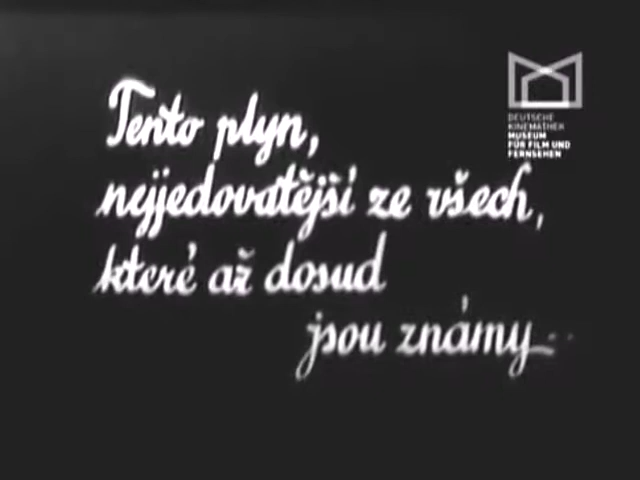 Tento plyn,
nejjedovatější ze všech,
které až dosud
jsou známy...
DEUTSCHE
KINEMATHEK
MUSEUM
FÜR FILM UND
FERNSEHEN